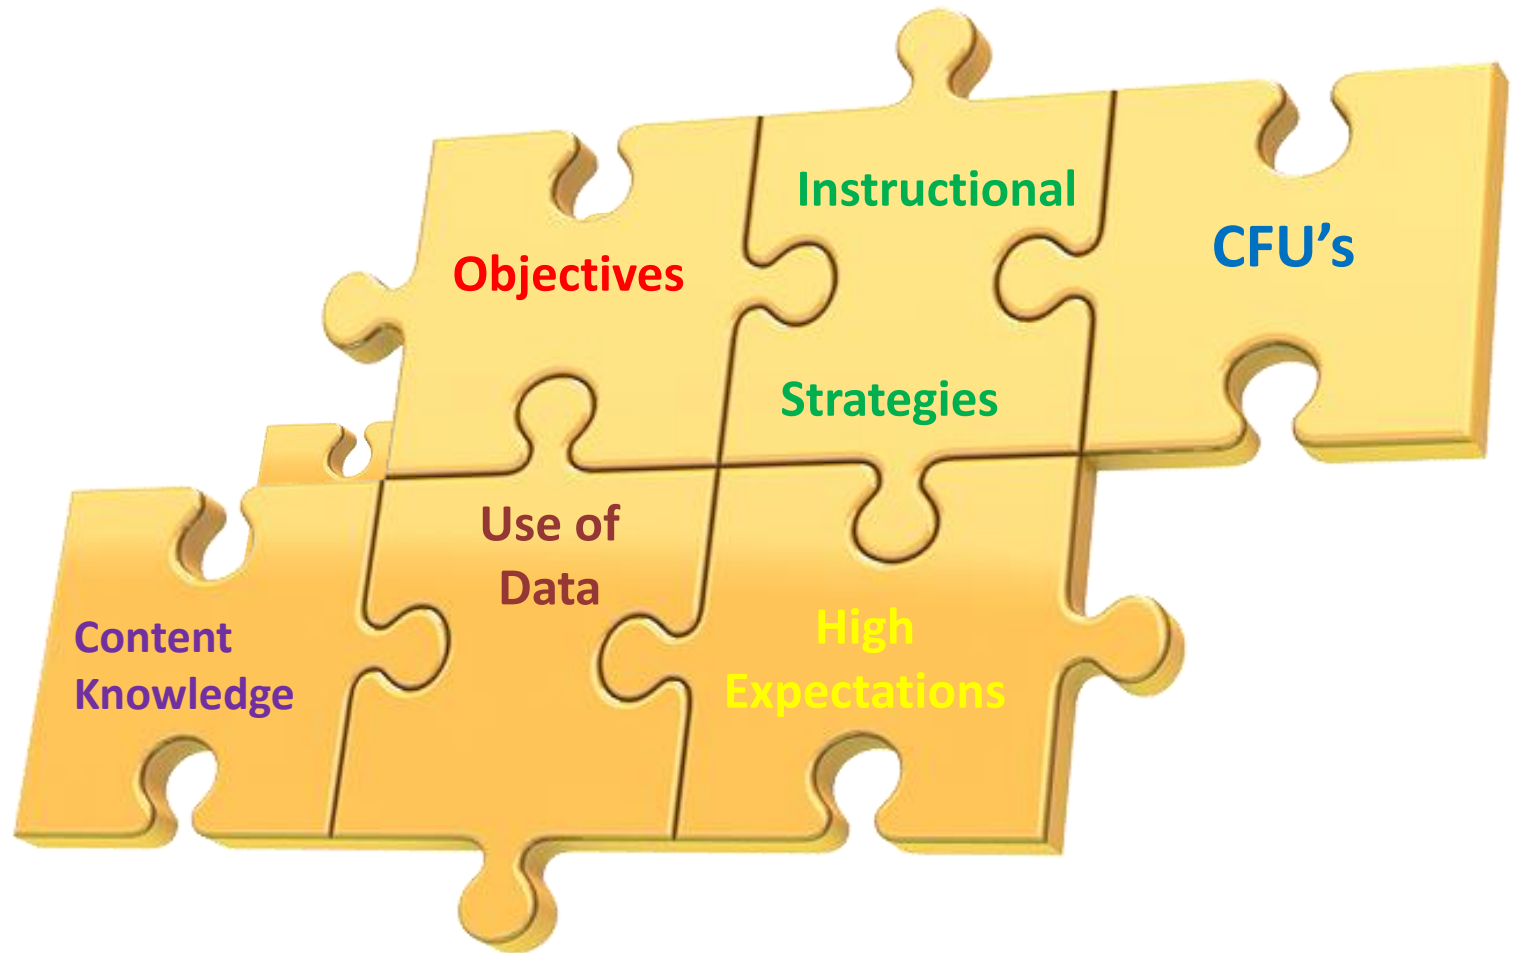 Objectives
Instructional
Strategies
CFU’s
Content
Knowledge
Use of
Data
High
Expectations